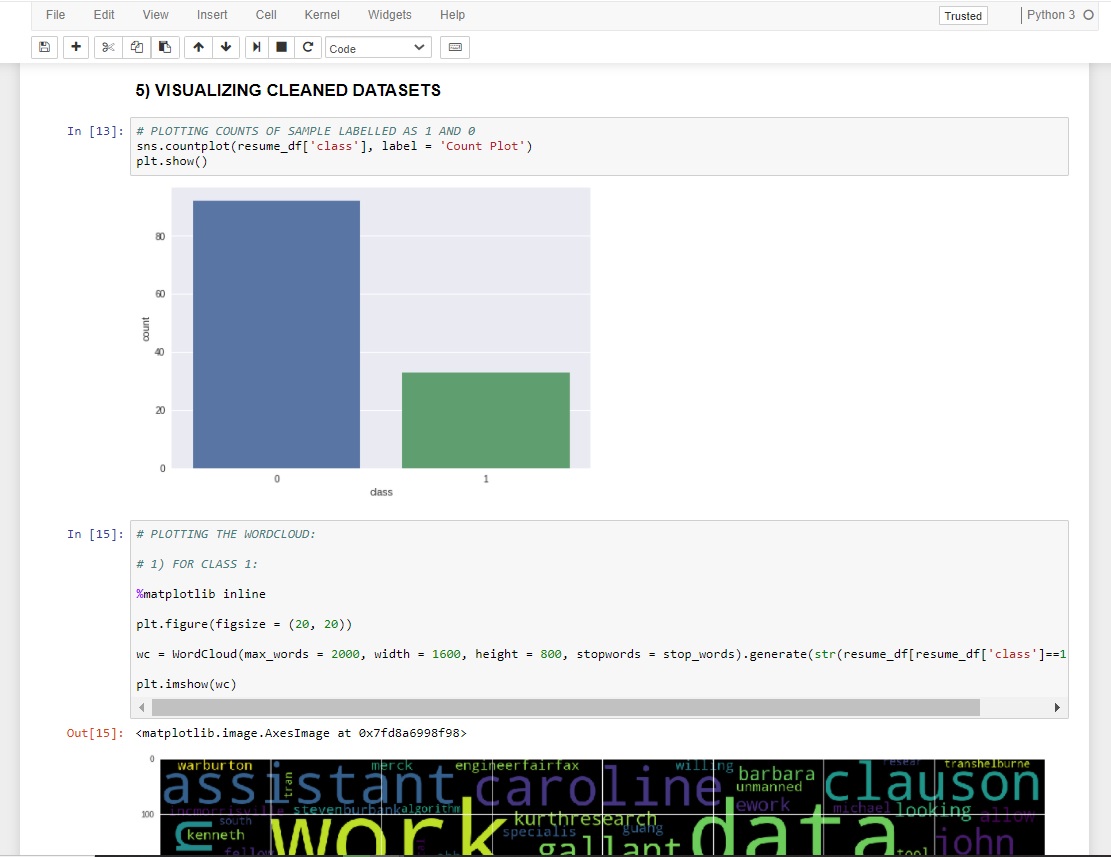 File Edit View Insert Cell Kernel Widgets Help Trusted Python 3
Code
5) VISUALIZING CLEANED DATASETS
In [13]: # PLOTTING COUNTS OF SAMPLE LABELLED AS 1 AND 0
sns.countplot(resume_df['class'], label = 'Count Plot')
plt.show()
80
60
40
20
0
count
0 1
class
In [15]: # PLOTTING THE WORDCLOUD:
# 1) FOR CLASS 1:
%matplotlib inline
plt.figure(figsize = (20, 20))
wc = WordCloud(max_words = 2000, width = 1600, height = 800, stopwords = stop_words).generate(str(resume_df[resume_df['class']==1
plt.imshow(wc)
Out[15]: <matplotlib.image.AxesImage at 0x7fd8a6998f98>
0
100
warburton merck engineerfairfax willing transhelburne
assistant tran caroline barbara clauson
unmanned
incmorrisville stevenburbank algorithm ework michael looking allow
south kurthresearch
kenneth work specialis guang data john
gallant tool